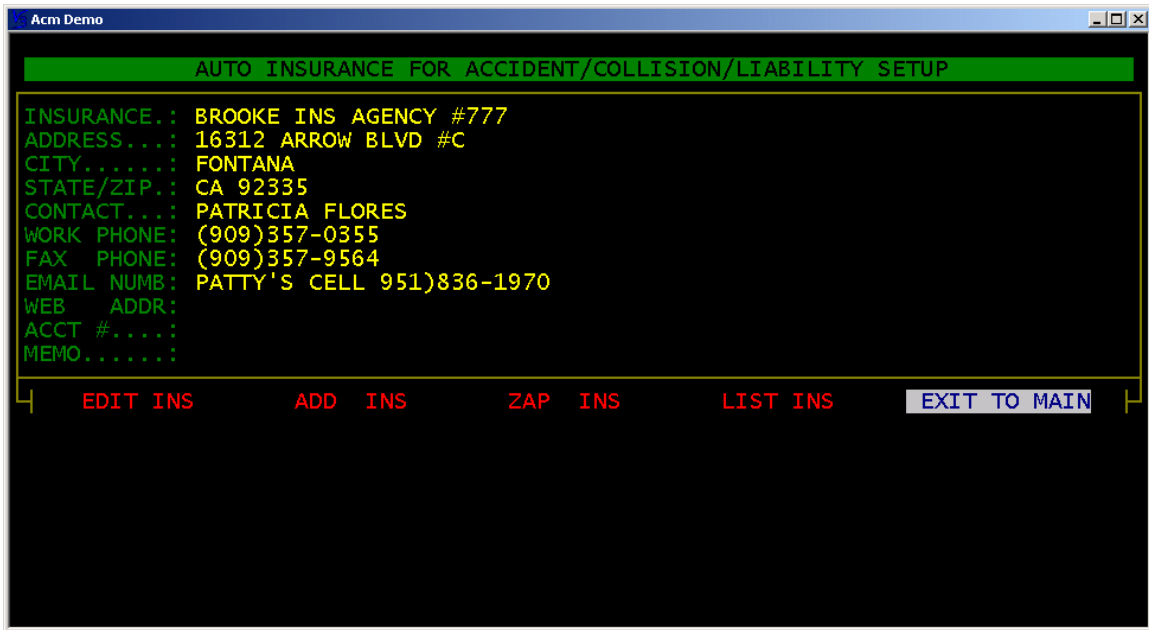 Acm Demo
AUTO INSURANCE FOR ACCIDENT/COLLISION/LIABILITY SETUP
INSURANCE.: BROOKE INS AGENCY #777
ADDRESS...: 16312 ARROW BLVD #C
CITY......: FONTANA
STATE/ZIP.: CA 92335
CONTACT...: PATRICIA FLORES
WORK PHONE: (909)357-0355
FAX  PHONE: (909)357-9564
EMAIL NUMB: PATTY'S CELL 951)836-1970
WEB   ADDR:
ACCT #....:
MEMO......:
EDIT INS ADD  INS ZAP  INS LIST INS EXIT TO MAIN